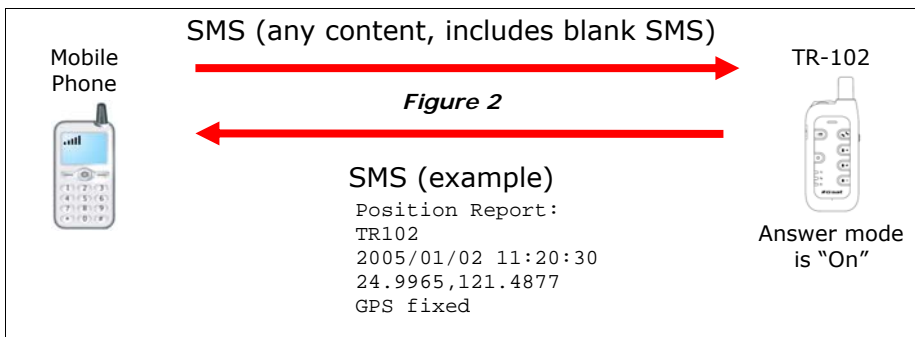 SMS (any content, includes blank SMS)
Mobile
Phone
TR-102
Figure 2
SMS (example)
Position Report:
TR102
2005/01/02 11:20:30
24.9965,121.4877
GPS fixed
Answer mode
is “On”